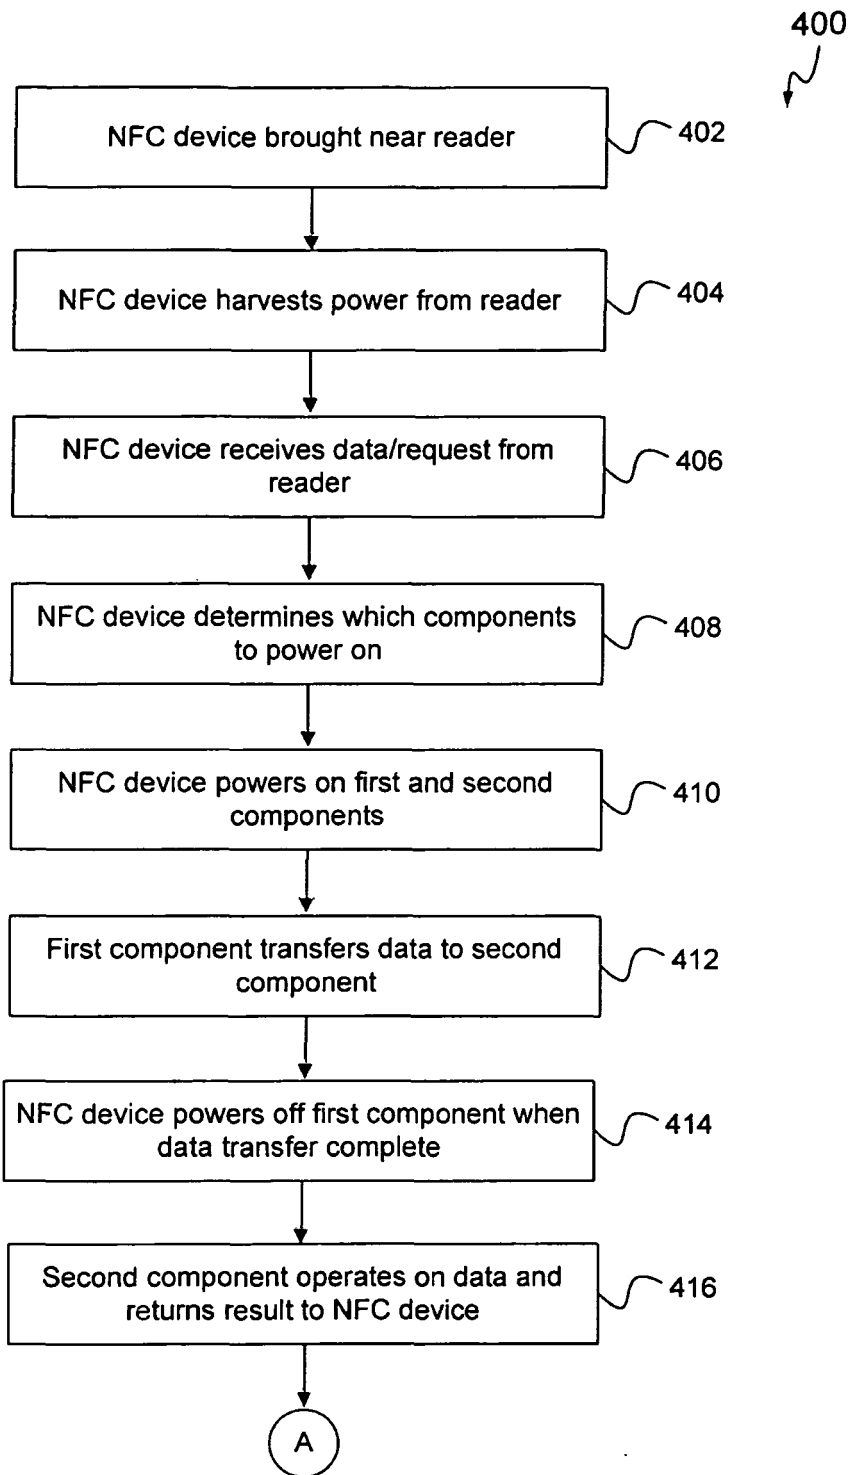 400
NFC device brought near reader
402
NFC device harvests power from reader
404
NFC device receives data/request from
reader
406
NFC device determines which components
to power on
408
NFC device powers on first and second
components
410
First component transfers data to second
component
412
NFC device powers off first component when
data transfer complete
414
Second component operates on data and
returns result to NFC device
416
A